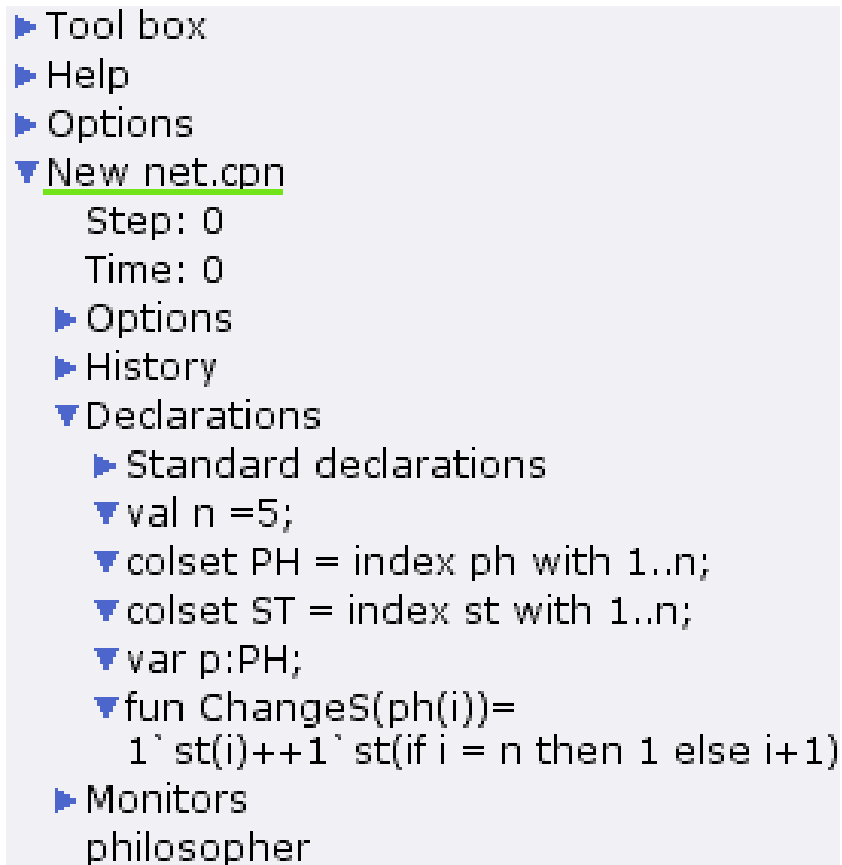 Tool box
Help
Options
New net.cpn
Step: 0
Time: 0
Options
History
Declarations
Standard declarations
val n =5;
colset PH = index ph with 1..n;
colset ST = index st with 1..n;
var p:PH;
fun ChangeS(ph(i))=
1`st(i)++1`st(if i = n then 1 else i+1)
Monitors
philosopher